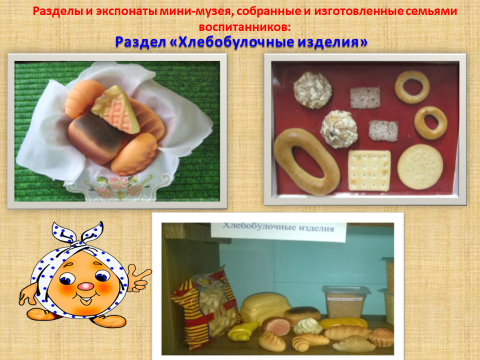 Разделы и экспонаты мини-музея, собранные и изготовленные семьями
воспитанников:
Раздел «Хлебобулочные изделия»
Хлебобулочные изделия